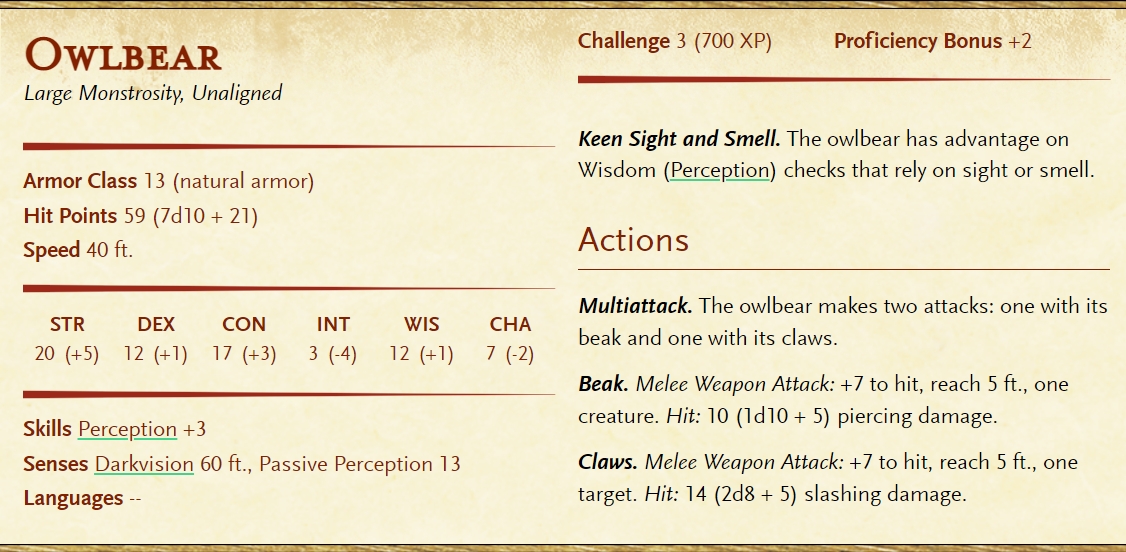 Owlbear
Large Monstrosity, Unaligned
Armor Class 13 (natural armor)
Hit Points 59 (7d10 + 21)
Speed 40 ft.
STR DEX CON INT WIS CHA
20 (+5) 12 (+1) 17 (+3) 3 (-4) 12 (+1) 7 (-2)
Skills Perception +3
Senses Darkvision 60 ft., Passive Perception 13
Languages --
Challenge 3 (700 XP) Proficiency Bonus +2
Keen Sight and Smell. The owlbear has advantage on
Wisdom (Perception) checks that rely on sight or smell.
Actions
Multiattack. The owlbear makes two attacks: one with its
beak and one with its claws.
Beak. Melee Weapon Attack: +7 to hit, reach 5 ft., one
creature. Hit: 10 (1d10 + 5) piercing damage.
Claws. Melee Weapon Attack: +7 to hit, reach 5 ft., one
target. Hit: 14 (2d8 + 5) slashing damage.